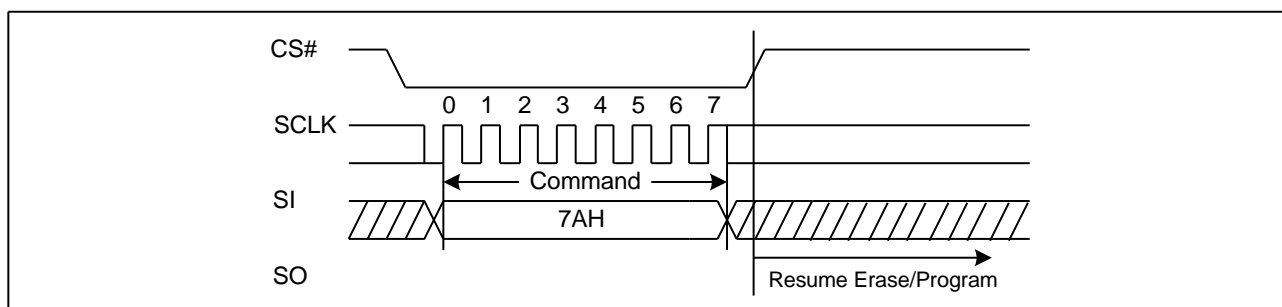 CS#
0 1 2 3 4 5 6 7
SCLK
Command
SI
7AH
SO
Resume Erase/Program